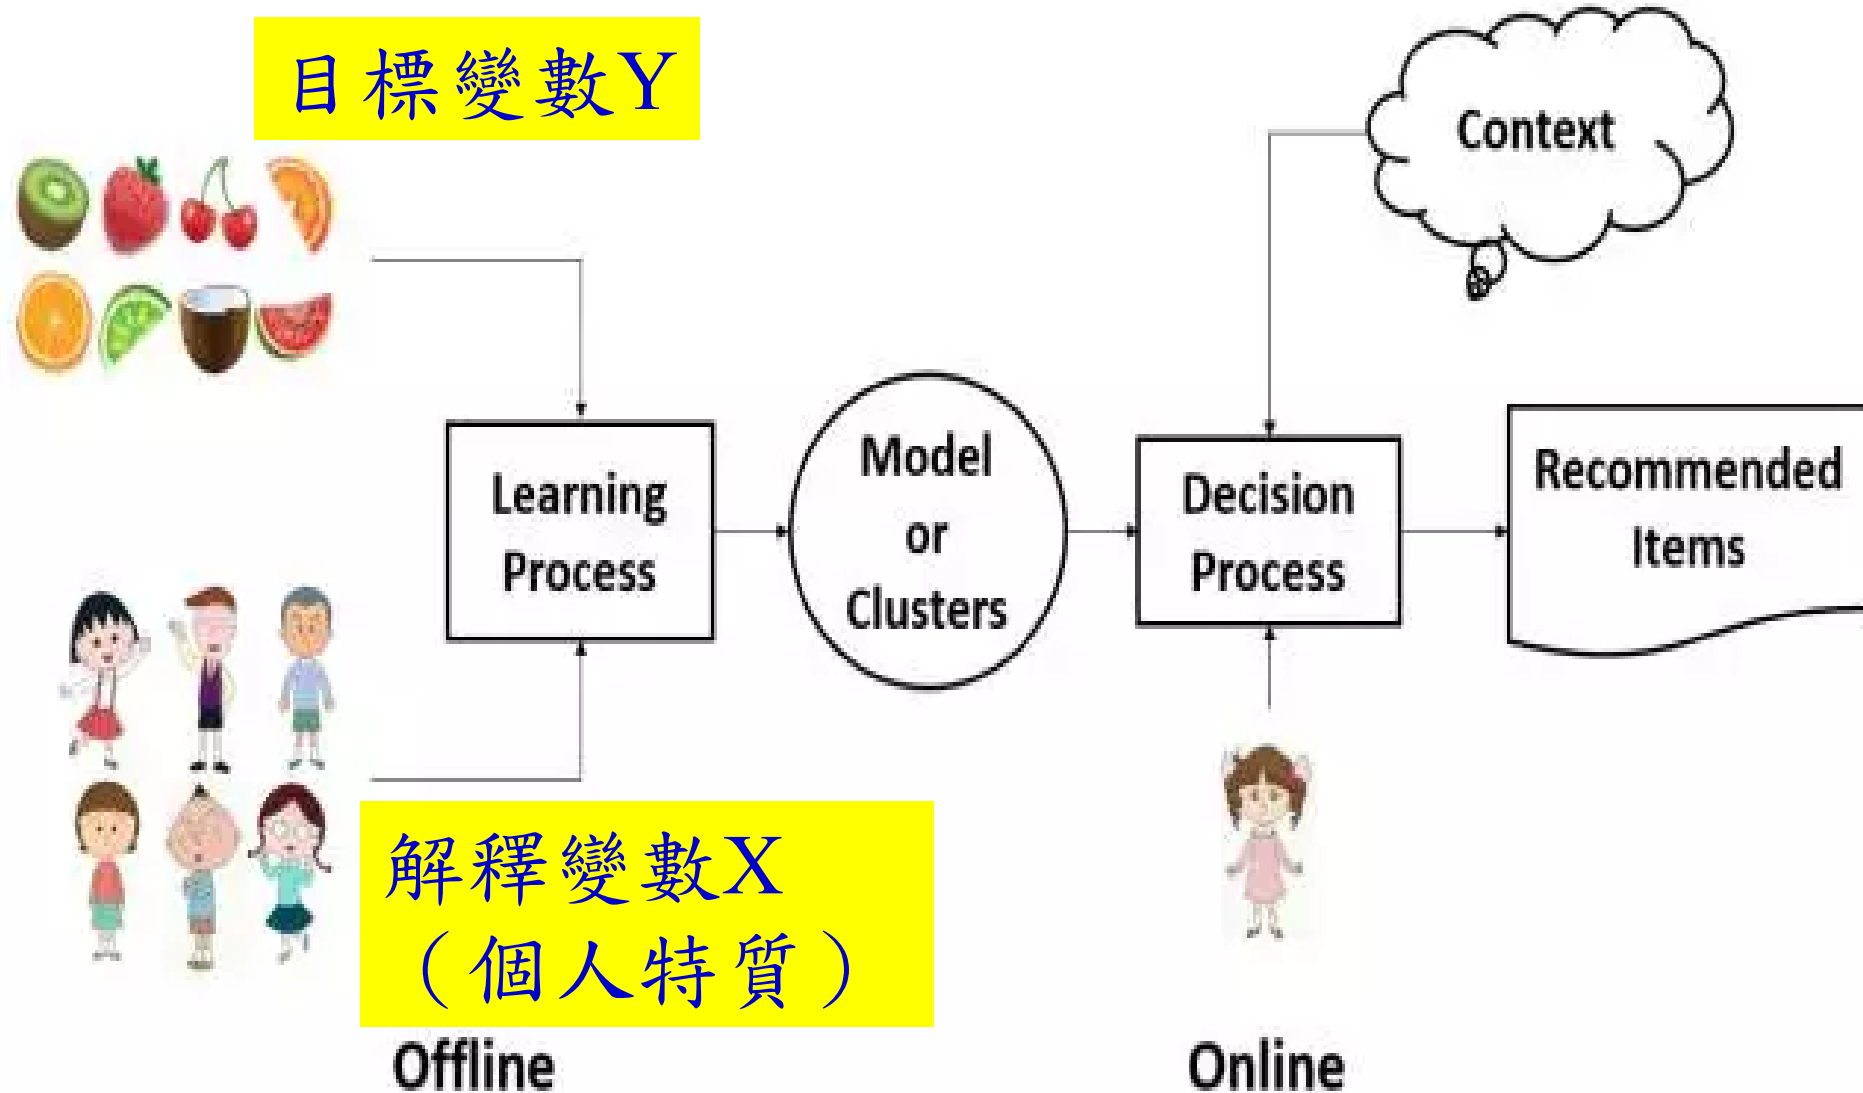 目標變數Y
Context
Learning
Process
Model
or
Clusters
Decision
Process
Recommended
Items
解釋變數X
（個人特質）
Offline
Online